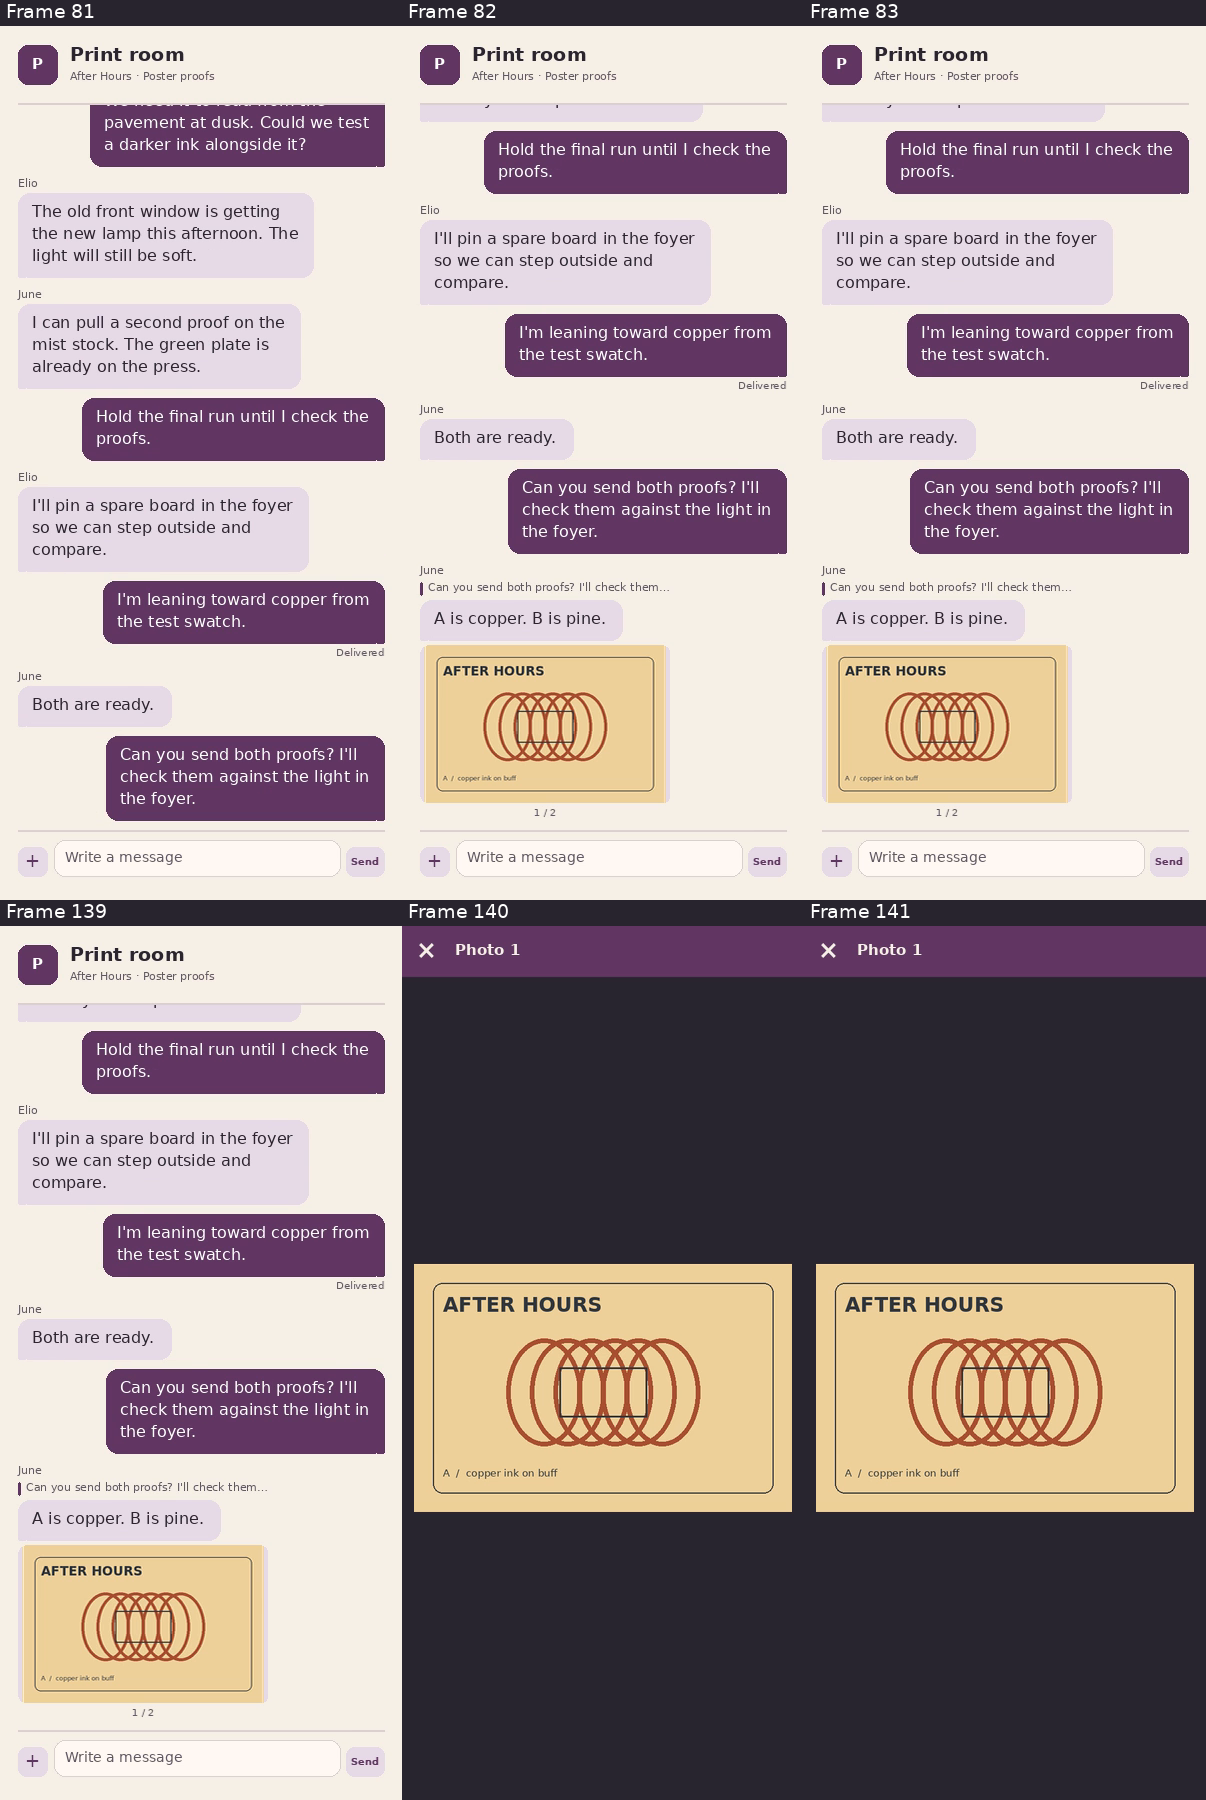 Frame 81
P
Print room
After Hours · Poster proofs
pavement at dusk. Could we test
a darker ink alongside it?
Elio
The old front window is getting
the new lamp this afternoon. The
light will still be soft.
June
I can pull a second proof on the
mist stock. The green plate is
already on the press.
Hold the final run until I check the
proofs.
Elio
I'll pin a spare board in the foyer
so we can step outside and
compare.
I'm leaning toward copper from
the test swatch.
Delivered
June
Both are ready.
Can you send both proofs? I'll
check them against the light in
the foyer.
+
Write a message
Send
Frame 82
P
Print room
After Hours · Poster proofs
Hold the final run until I check the
proofs.
Elio
I'll pin a spare board in the foyer
so we can step outside and
compare.
I'm leaning toward copper from
the test swatch.
Delivered
June
Both are ready.
Can you send both proofs? I'll
check them against the light in
the foyer.
June
Can you send both proofs? I'll check them...
A is copper. B is pine.
AFTER HOURS
A / copper ink on buff
1 / 2
+
Write a message
Send
Frame 83
P
Print room
After Hours · Poster proofs
Hold the final run until I check the
proofs.
Elio
I'll pin a spare board in the foyer
so we can step outside and
compare.
I'm leaning toward copper from
the test swatch.
Delivered
June
Both are ready.
Can you send both proofs? I'll
check them against the light in
the foyer.
June
Can you send both proofs? I'll check them...
A is copper. B is pine.
AFTER HOURS
A / copper ink on buff
1 / 2
+
Write a message
Send
Frame 139
P
Print room
After Hours · Poster proofs
Hold the final run until I check the
proofs.
Elio
I'll pin a spare board in the foyer
so we can step outside and
compare.
I'm leaning toward copper from
the test swatch.
Delivered
June
Both are ready.
Can you send both proofs? I'll
check them against the light in
the foyer.
June
Can you send both proofs? I'll check them...
A is copper. B is pine.
AFTER HOURS
A / copper ink on buff
1 / 2
+
Write a message
Send
Frame 140
× Photo 1
AFTER HOURS
A / copper ink on buff
Frame 141
× Photo 1
AFTER HOURS
A / copper ink on buff